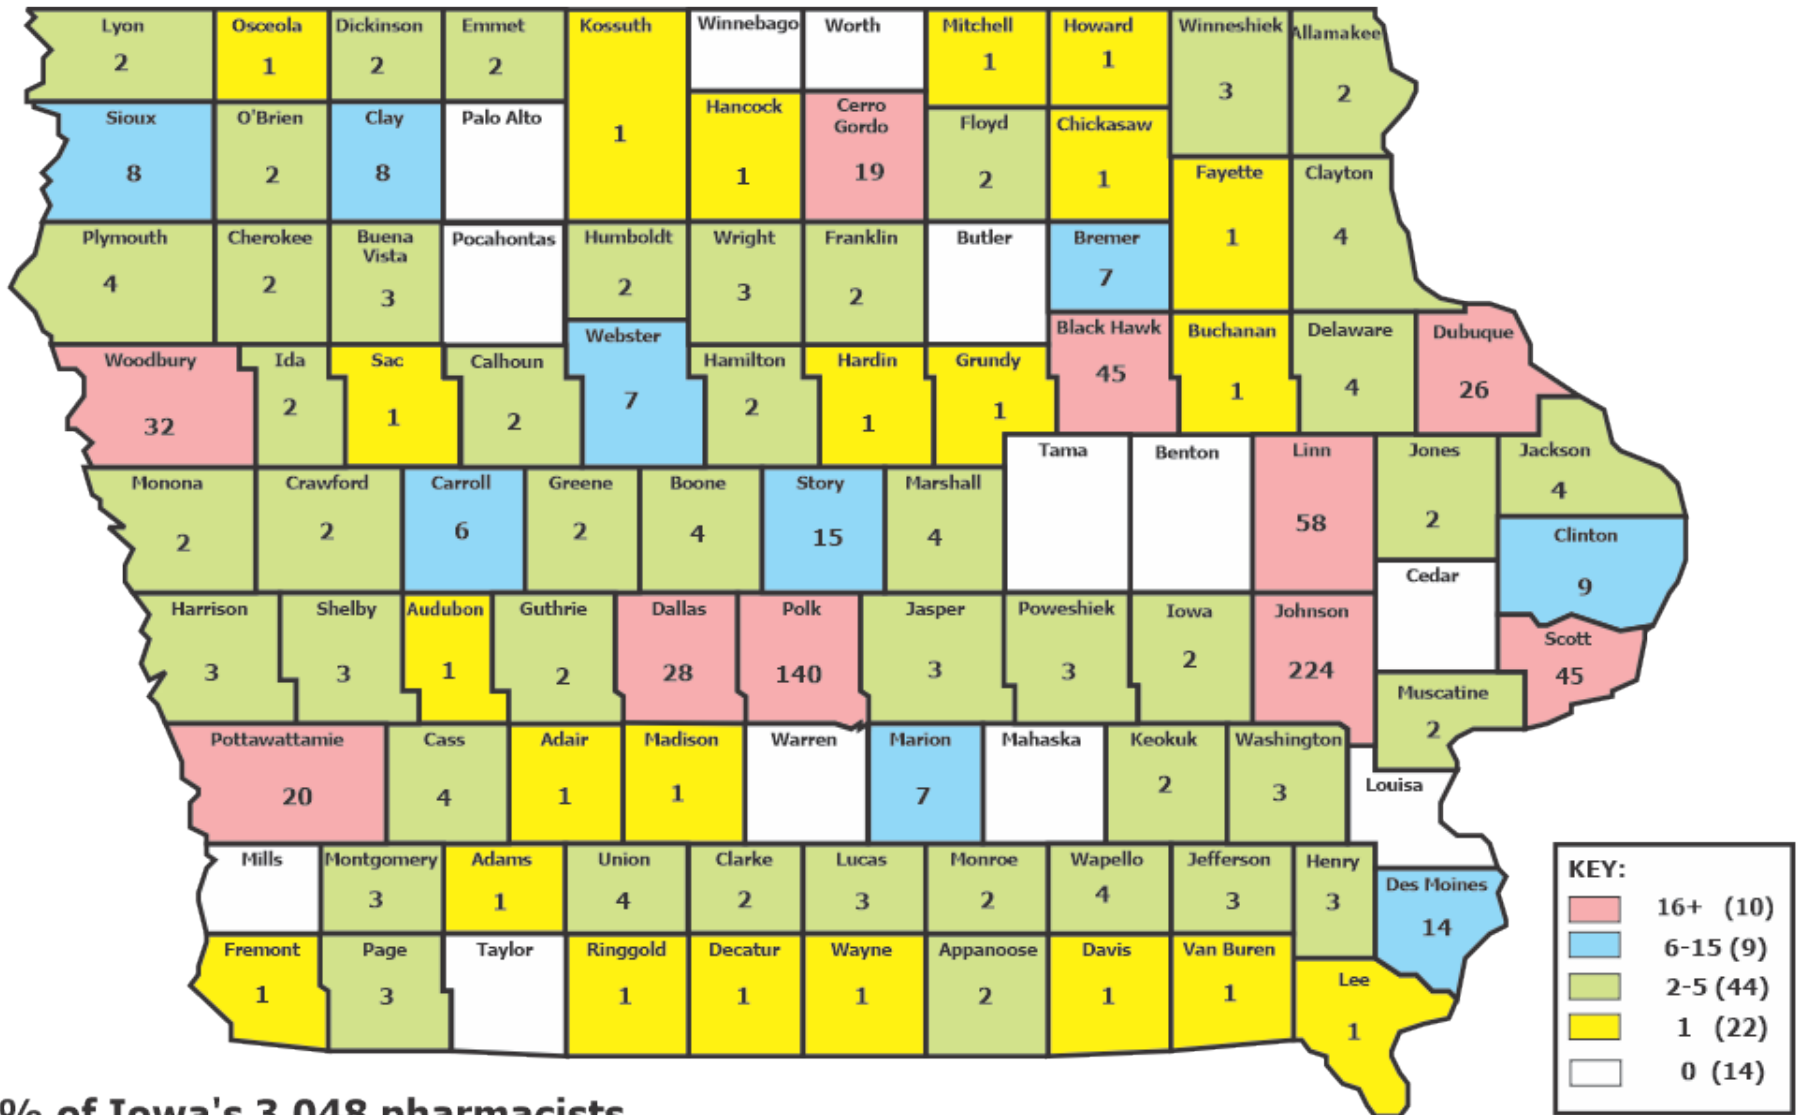 Lyon
2
Osceola
1
Dickinson
2
Emmet
2
Kossuth
1
Winnebago
Worth
Mitchell
1
Howard
1
Winneshiek
3
Allamakee
2
Sioux
8
O'Brien
2
Clay
8
Palo Alto
Hancock
1
Cerro
Gordo
19
Floyd
2
Chickasaw
1
Fayette
1
Clayton
4
Plymouth
4
Cherokee
2
Buena
Vista
3
Pocahontas
Humboldt
2
Wright
3
Franklin
2
Butler
Bremer
7
Woodbury
32
Ida
2
Sac
1
Calhoun
2
Webster
7
Hamilton
2
Hardin
1
Grundy
1
Black Hawk
45
Buchanan
1
Delaware
4
Dubuque
26
Monona
2
Crawford
2
Carroll
6
Greene
2
Boone
4
Story
15
Marshall
4
Tama
Benton
Linn
58
Jones
2
Jackson
4
Clinton
9
Cedar
Harrison
3
Shelby
3
Audubon
1
Guthrie
2
Dallas
28
Polk
140
Jasper
3
Poweshiek
3
Iowa
2
Johnson
224
Scott
45
Muscatine
2
Pottawattamie
20
Cass
4
Adair
1
Madison
1
Warren
Marion
7
Mahaska
Keokuk
2
Washington
3
Louisa
Mills
Montgomery
3
Adams
1
Union
4
Clarke
2
Lucas
3
Monroe
2
Wapello
4
Jefferson
3
Henry
3
Des Moines
14
Fremont
1
Page
3
Taylor
Ringgold
1
Decatur
1
Wayne
1
Appanoose
2
Davis
1
Van Buren
1
Lee
1
KEY:
16+ (10)
6-15 (9)
2-5 (44)
1 (22)
0 (14)
% of Iowa's 3,048 pharmacists